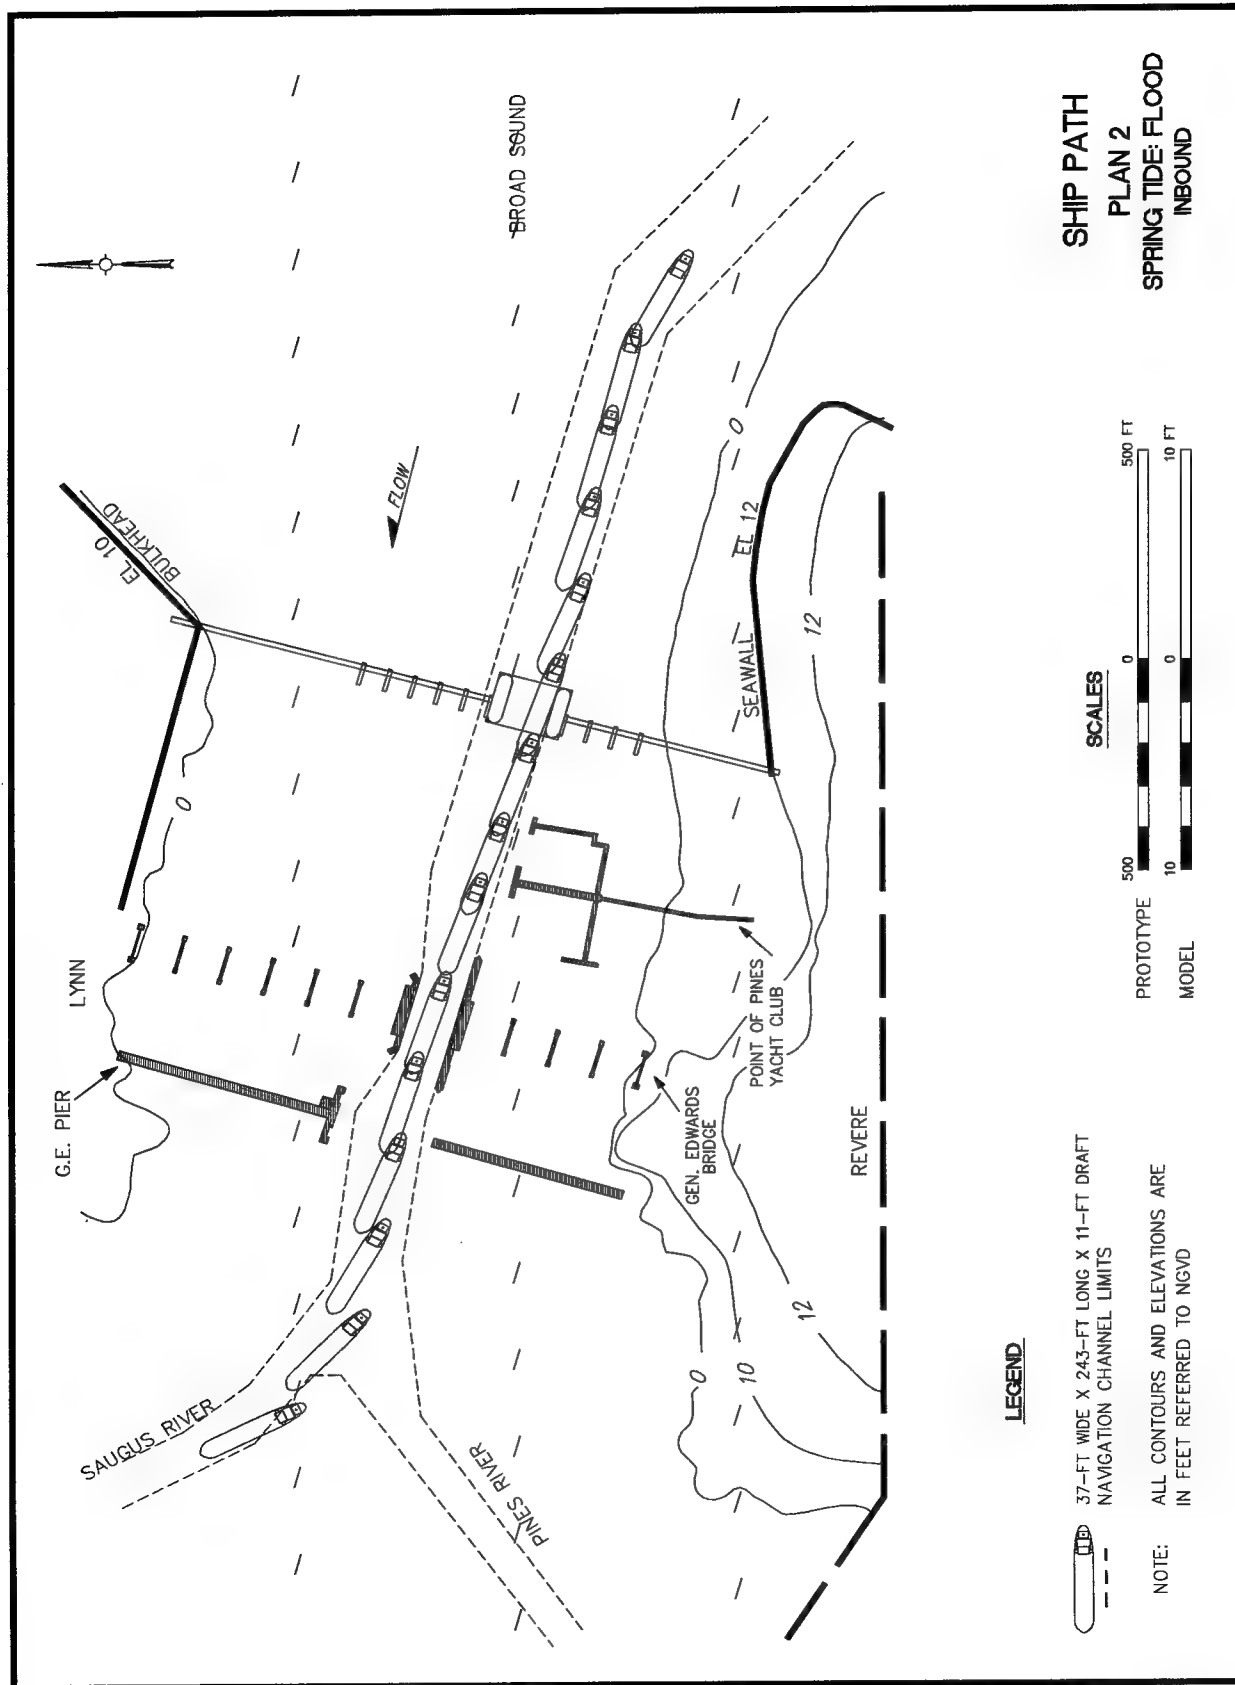 SHIP PATH
PLAN 2
SPRING TIDE: FLOOD
INBOUND
BROAD SOUND
FLOW
EL 10
BULKHEAD
0
LYNN
G.E. PIER
SAUGUS RIVER
PINES RIVER
0
SEAWALL EL 12
12
POINT OF PINES
YACHT CLUB
GEN. EDWARDS
BRIDGE
REVERE
0
10
12
SCALES
PROTOTYPE 500 0 500 FT
MODEL 10 0 10 FT
LEGEND
37-FT WIDE X 243-FT LONG X 11-FT DRAFT
NAVIGATION CHANNEL LIMITS
NOTE: ALL CONTOURS AND ELEVATIONS ARE
IN FEET REFERRED TO NGVD